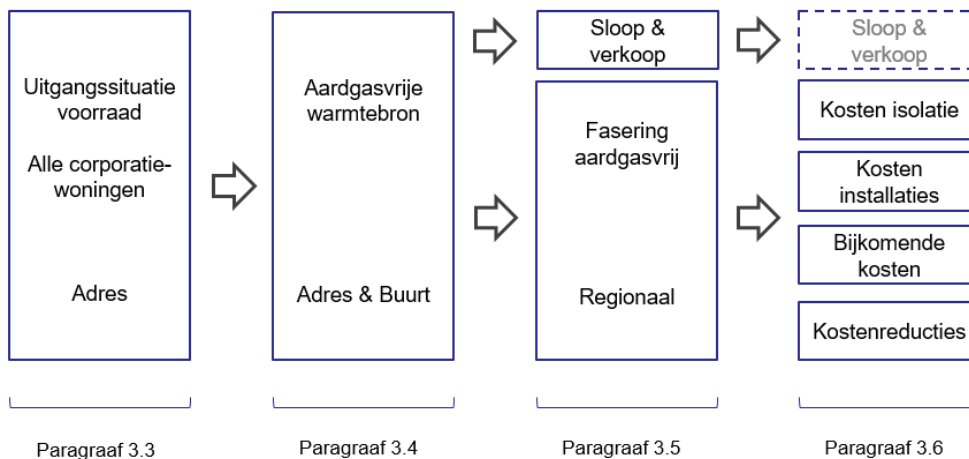 Uitgangssituatie
voorraad
Alle corporatie-
woningen
Adres
Paragraaf 3.3
Aardgasvrije
warmtebron
Adres & Buurt
Paragraaf 3.4
Sloop &
verkoop
Fasering
aardgasvrij
Regionaal
Paragraaf 3.5
Sloop &
verkoop
Kosten isolatie
Kosten
installaties
Bijkomende
kosten
Kostenreducties
Paragraaf 3.6